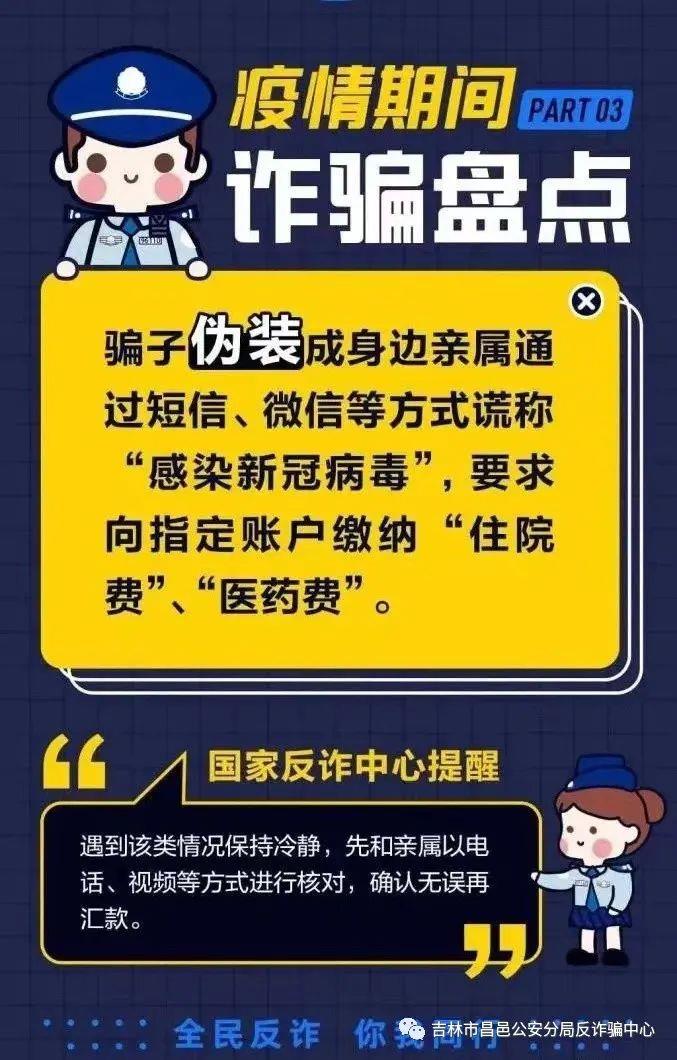 疫情期间
PART 03
诈骗盘点
骗子伪装成身边亲属通
过短信、微信等方式谎称
“感染新冠病毒”，要求
向指定账户缴纳“住院
费”、“医药费”。
国家反诈中心提醒
遇到该类情况保持冷静，先和亲属以电
话、视频等方式进行核对，确认无误再
汇款。
全民反诈 你我同行
吉林市昌邑公安分局反诈骗中心